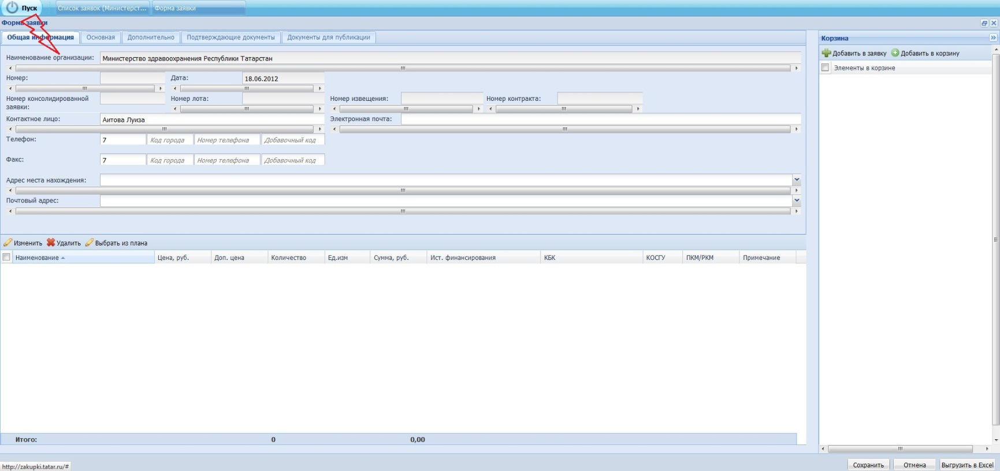 Пуск
Список заявок (Министерст...
Форма заявки
Форма заявки
Общая информация
Основная
Дополнительно
Подтверждающие документы
Документы для публикации
Наименование организации:
Министерство здравоохранения Республики Татарстан
Номер:
Дата:
18.06.2012
Номер консолидированной
заявки:
Номер лота:
Номер извещения:
Номер контракта:
Контактное лицо:
Аитова Луиза
Электронная почта:
Телефон:
7
Код города
Номер телефона
Добавочный код
Факс:
7
Код города
Номер телефона
Добавочный код
Адрес места нахождения:
Почтовый адрес:
Изменить
Удалить
Выбрать из плана
Наименование
Цена, руб.
Доп. цена
Количество
Ед.изм
Сумма, руб.
Ист. финансирования
КБК
КОСГУ
ПКМ/РКМ
Примечание
Итого:
0
0,00
Корзина
Добавить в заявку
Добавить в корзину
Элементы в корзине
http://zakupki.tatar.ru/#
Сохранить
Отмена
Выгрузить в Excel